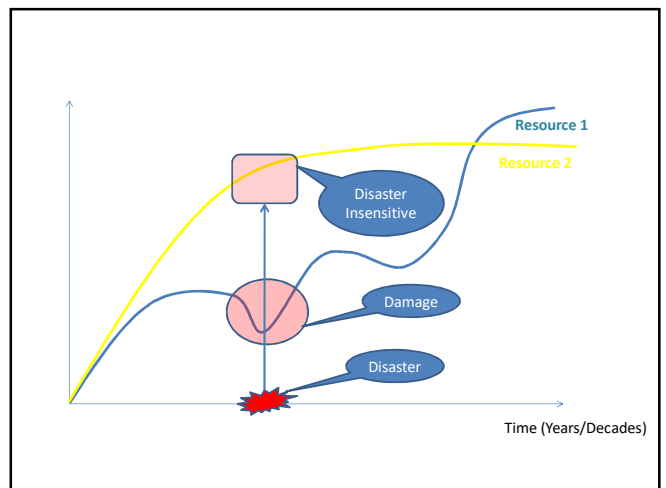 Resource 1
Resource 2
Disaster
Insensitive
Damage
Disaster
Time (Years/Decades)